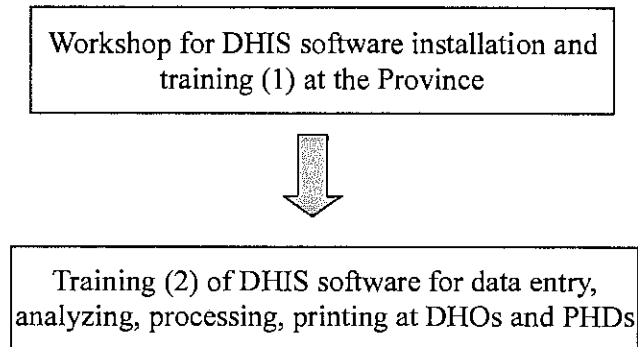 Workshop for DHIS software installation and
training (1) at the Province
Training (2) of DHIS software for data entry,
analyzing, processing, printing at DHOs and PHDs